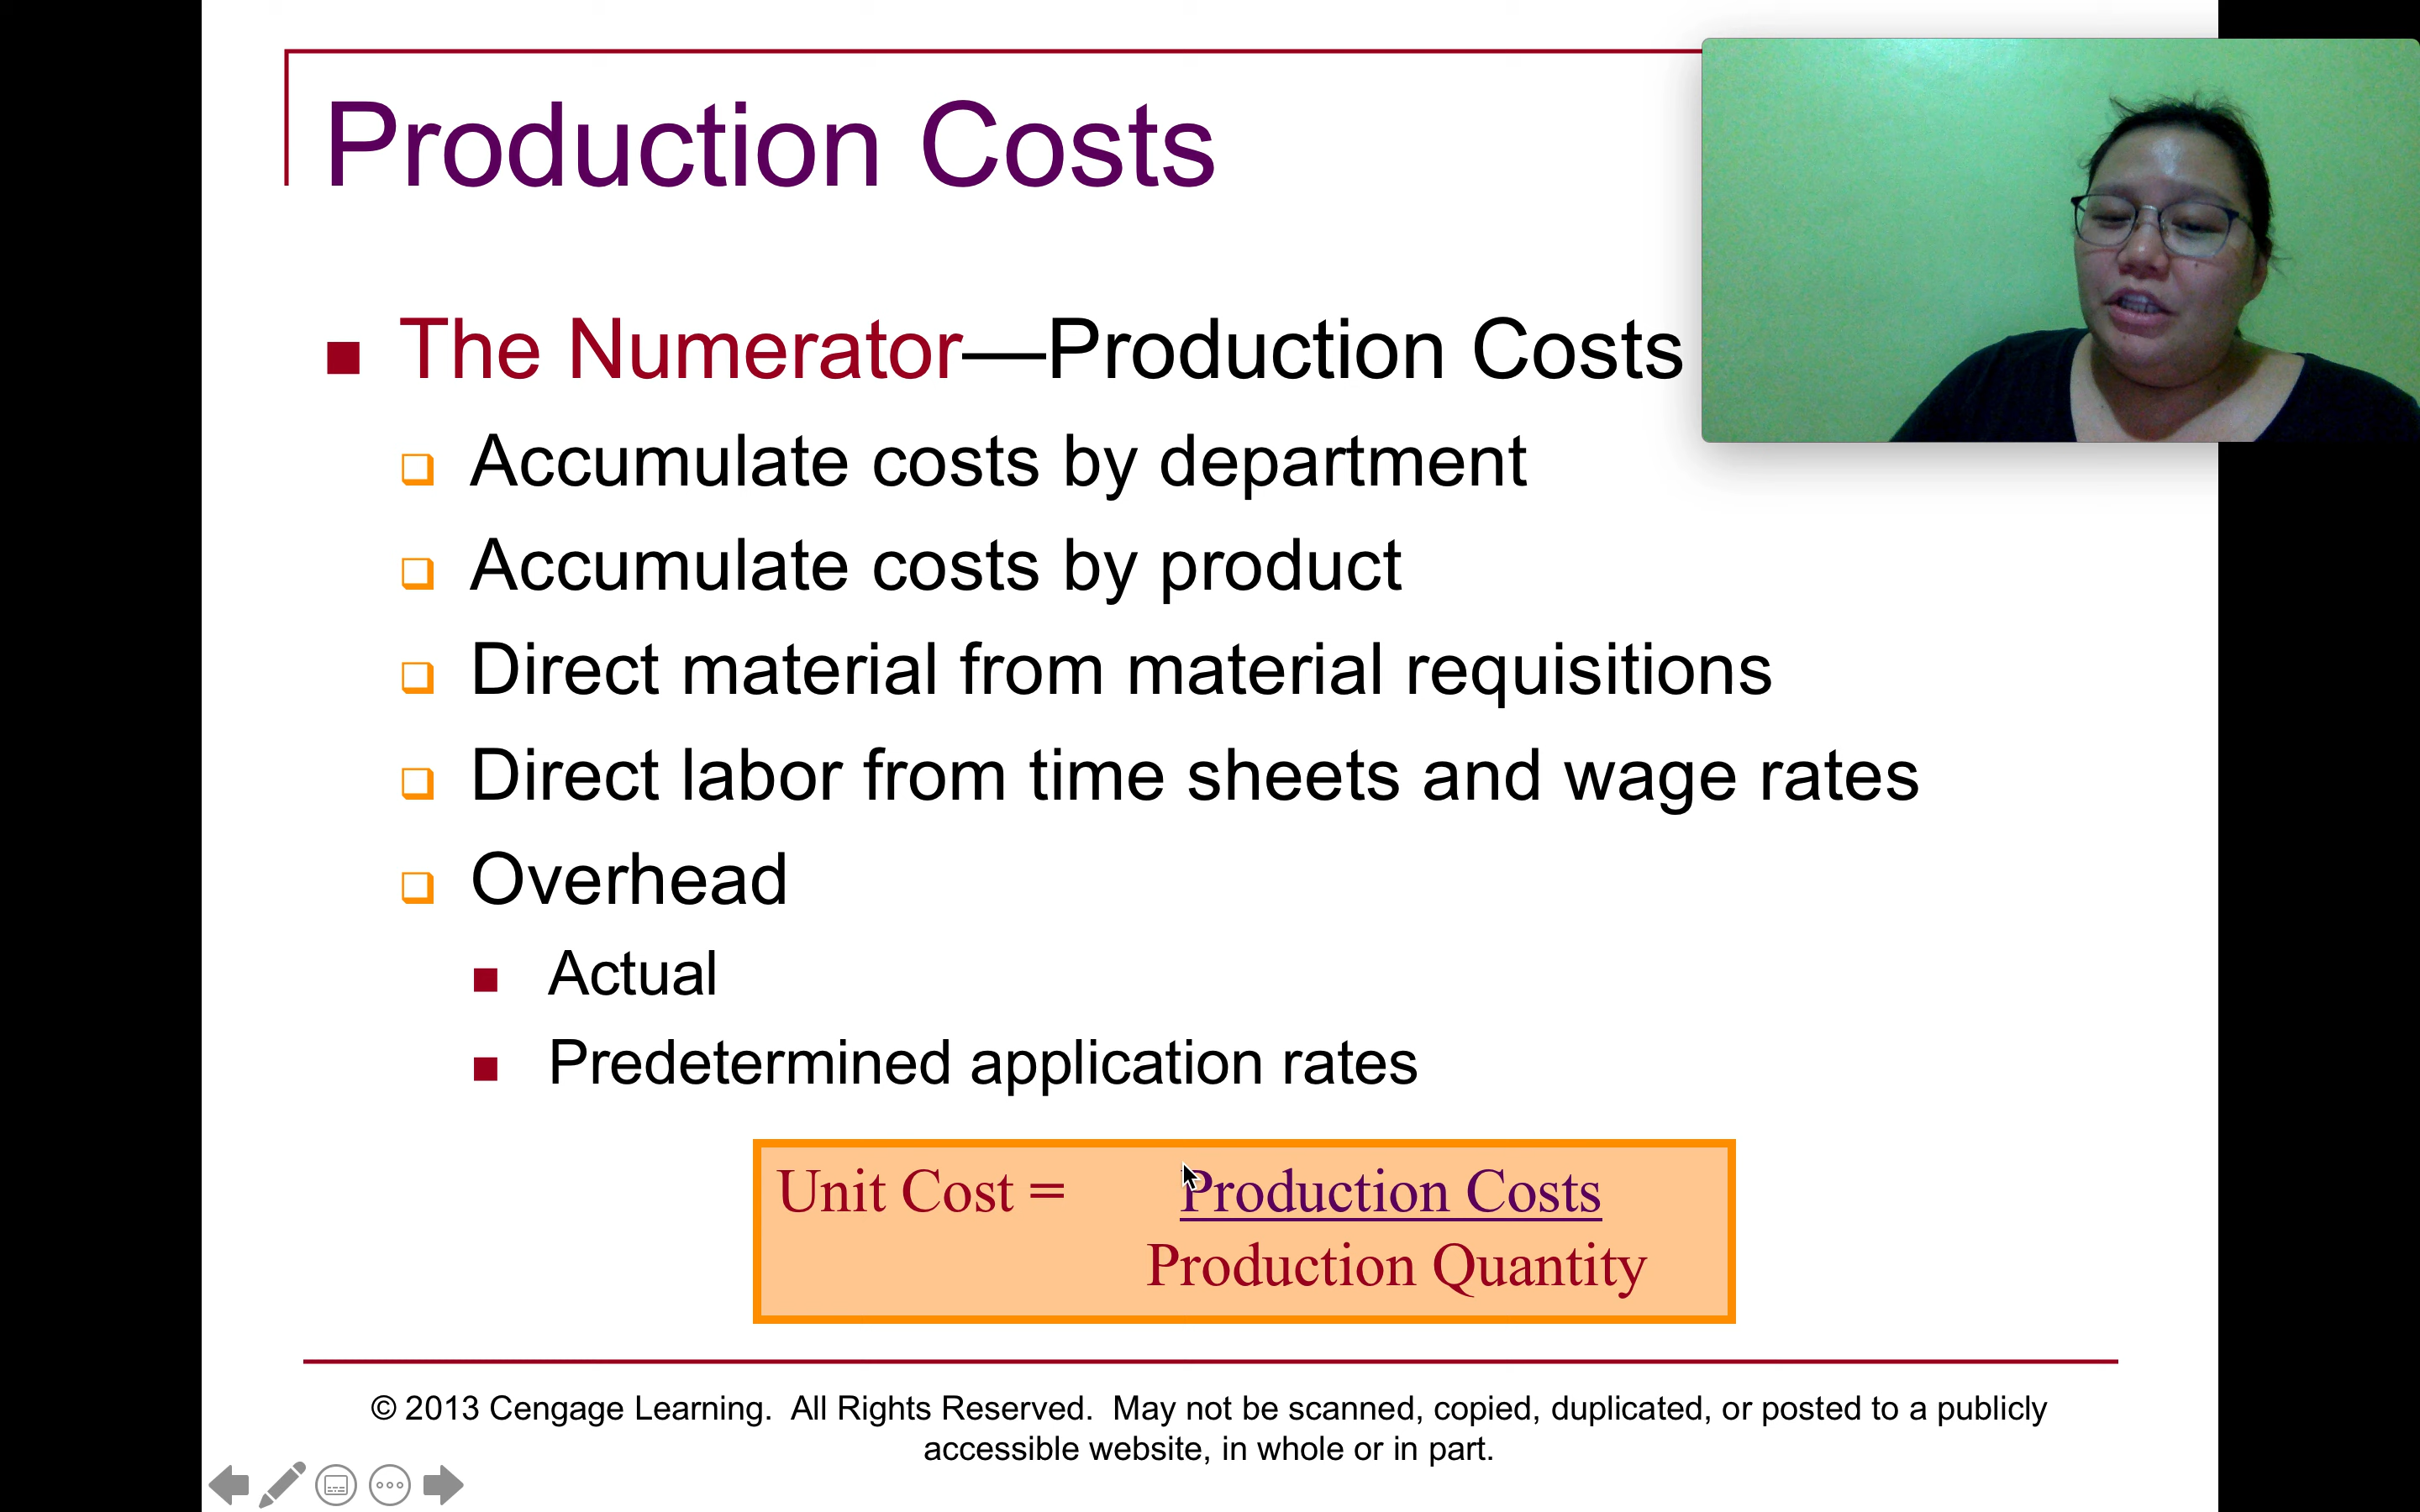 Production Costs
The Numerator—Production Costs
Accumulate costs by department
Accumulate costs by product
Direct material from material requisitions
Direct labor from time sheets and wage rates
Overhead
Actual
Predetermined application rates
Unit Cost = Production Costs
Production Quantity
© 2013 Cengage Learning. All Rights Reserved. May not be scanned, copied, duplicated, or posted to a publicly
accessible website, in whole or in part.